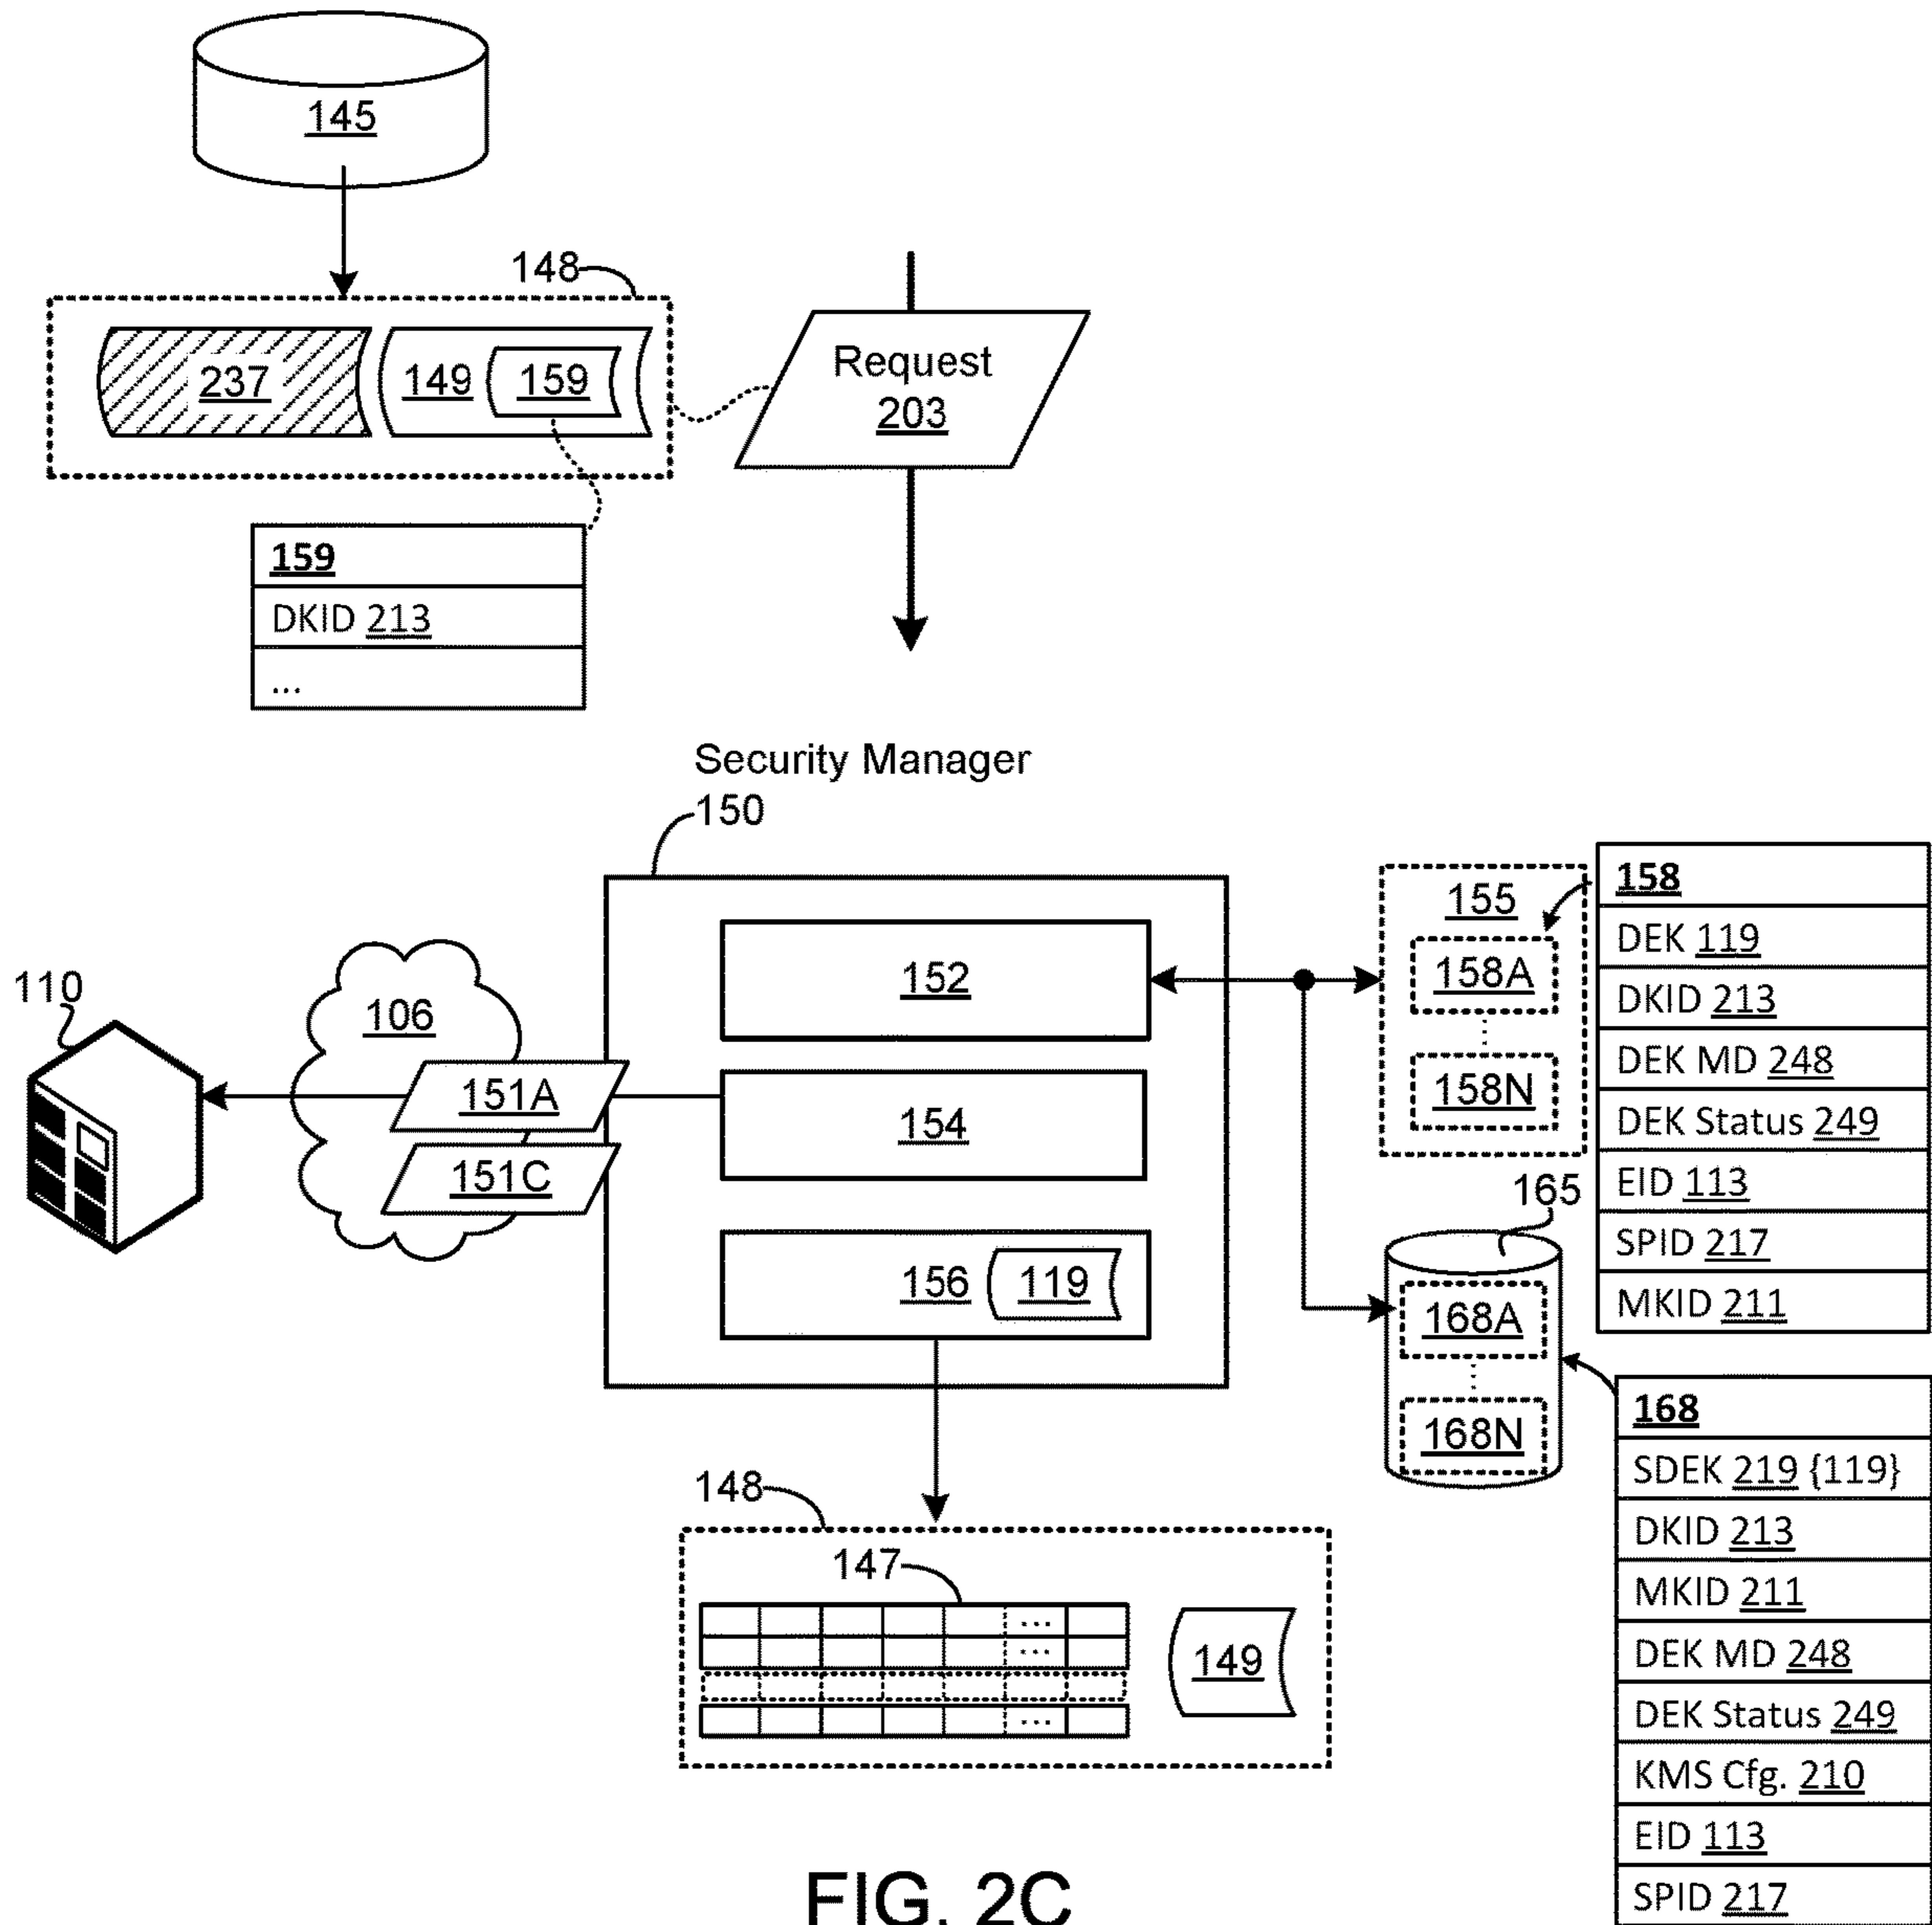 145
148
237
149
159
Request
203
159
DKID 213
...
Security Manager
150
110
106
151A
151C
152
154
156
119
155
158A
158N
158
DEK 119
DKID 213
DEK MD 248
DEK Status 249
EID 113
SPID 217
MKID 211
165
168A
168N
168
SDEK 219 {119}
DKID 213
MKID 211
DEK MD 248
DEK Status 249
KMS Cfg. 210
EID 113
SPID 217
148
147
...
...
...
149
FIG. 2C